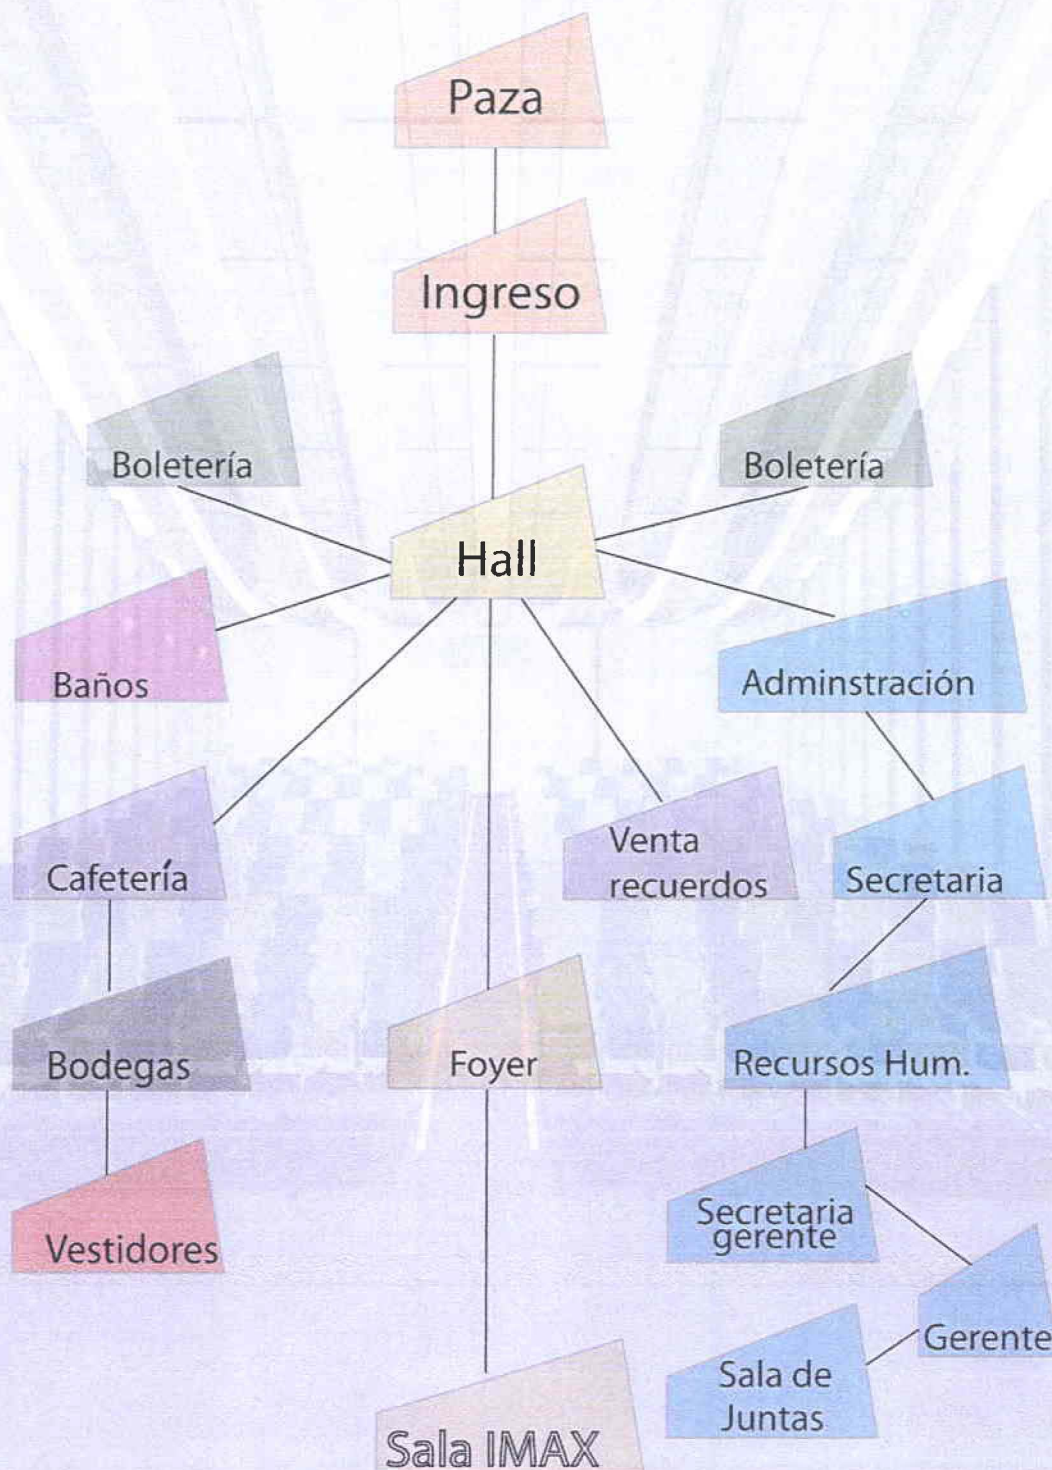 Paza
Ingreso
Boletería
Boletería
Hall
Baños
Adminstración
Cafetería
Venta
recuerdos
Secretaria
Bodegas
Foyer
Recursos Hum.
Vestidores
Secretaria
gerente
Gerente
Sala de
Juntas
Sala IMAX